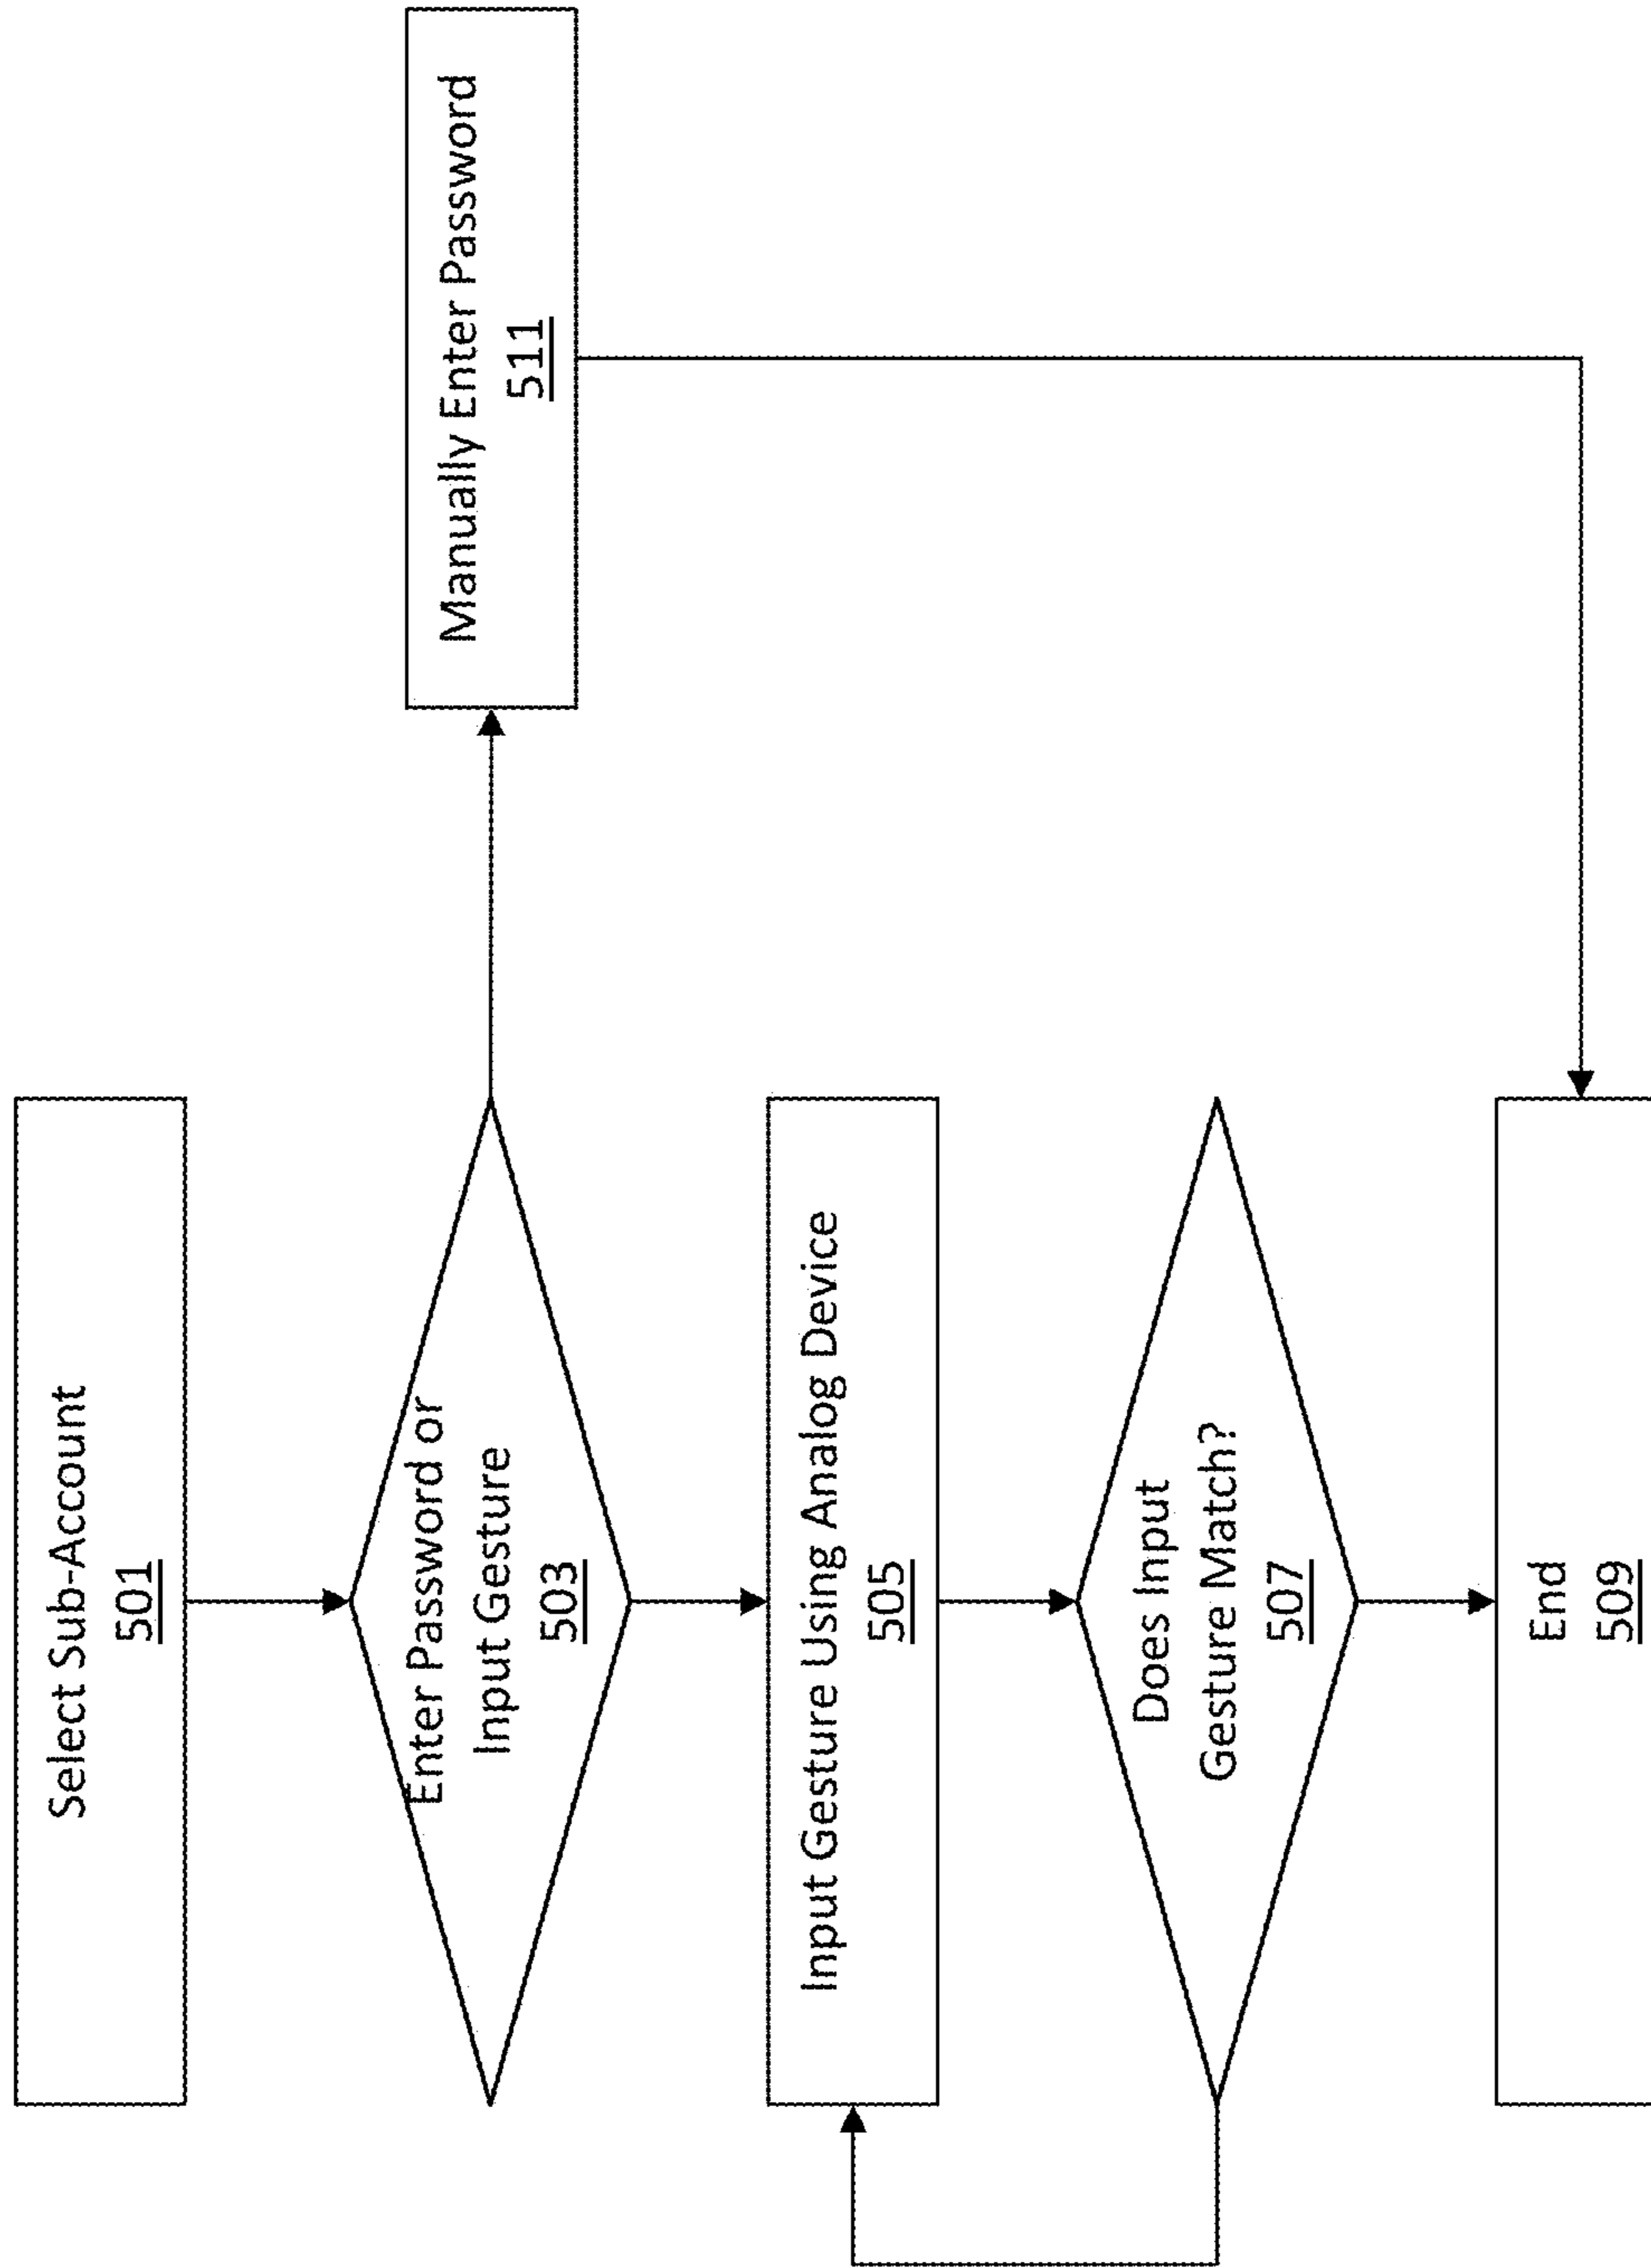 Select Sub-Account
501
Enter Password or
Input Gesture
503
Manually Enter Password
511
Input Gesture Using Analog Device
505
Does Input
Gesture Match?
507
End
509